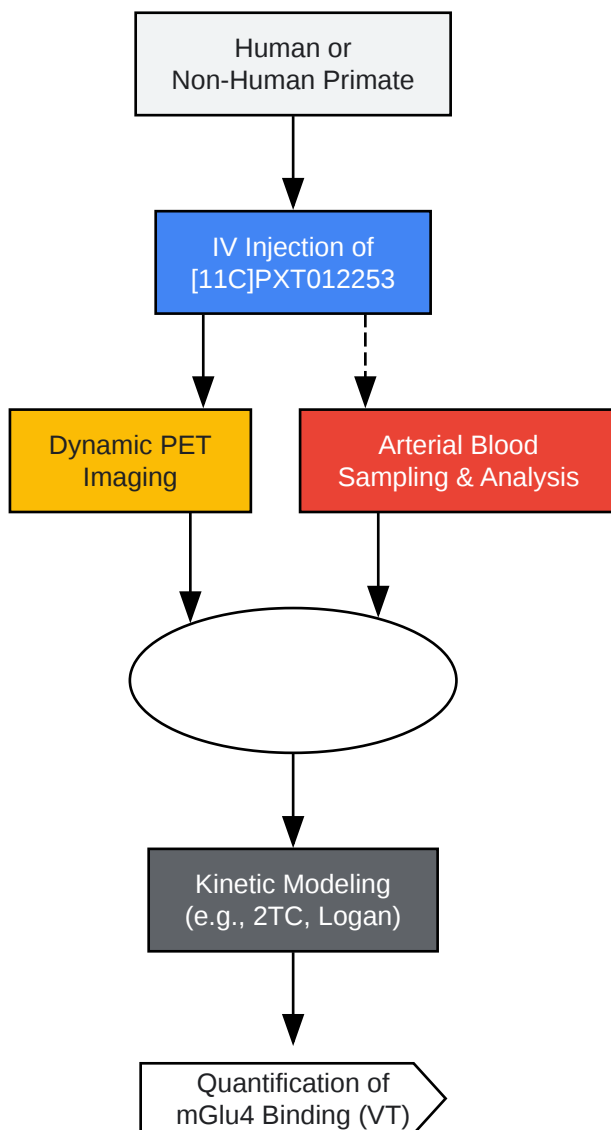 Human or
Non-Human Primate
IV Injection of
[11C]PXT012253
Dynamic PET
Imaging
Arterial Blood
Sampling & Analysis
Kinetic Modeling
(e.g., 2TC, Logan)
Quantification of
mGlu4 Binding (VT)